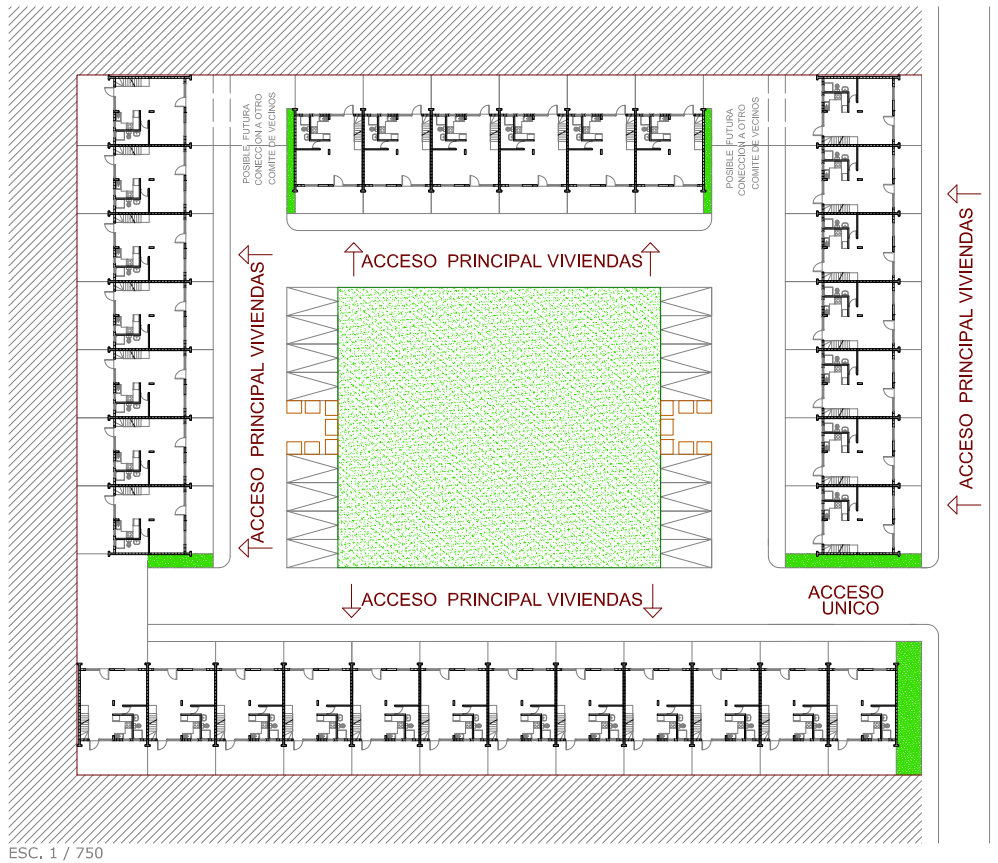 POSIBLE FUTURA
CONECCION A OTRO
COMITE DE VECINOS
POSIBLE FUTURA
CONECCION A OTRO
COMITE DE VECINOS
ACCESO PRINCIPAL VIVIENDAS
ACCESO PRINCIPAL VIVIENDAS
ACCESO PRINCIPAL VIVIENDAS
ACCESO PRINCIPAL VIVIENDAS
ACCESO
UNICO
ESC. 1 / 750